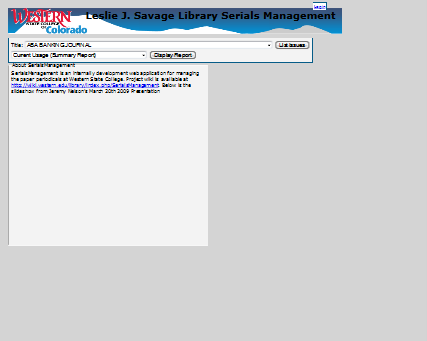 Login
WESTERN
STATE COLLEGE
OF
Colorado
Leslie J. Savage Library Serials Management
Title: ABA BANKING JOURNAL
List Issues
Current Usage (Summary Report)
Display Report
About SerialsManagement
SerialsManagement is an internally development web application for managing
the paper periodicals at Western State College. Project wiki is available at
http://wiki.western.edu/library/index.php/SerialsManagement. Below is the
slideshow from Jeremy Nelson's March 20th 2009 Presentation